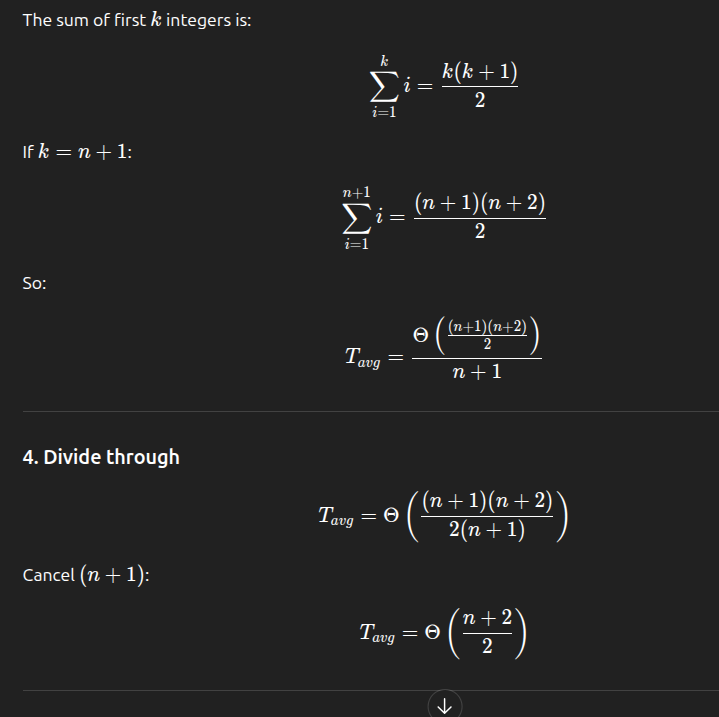 The sum of first k integers is:
$$\sum_{i=1}^{k} i = \frac{k(k+1)}{2}$$
If k = n + 1:
$$\sum_{i=1}^{n+1} i = \frac{(n+1)(n+2)}{2}$$
So:
$$T_{avg} = \frac{\Theta\left(\frac{(n+1)(n+2)}{2}\right)}{n+1}$$
4. Divide through
$$T_{avg} = \Theta\left(\frac{(n+1)(n+2)}{2(n+1)}\right)$$
Cancel (n + 1):
$$T_{avg} = \Theta\left(\frac{n+2}{2}\right)$$